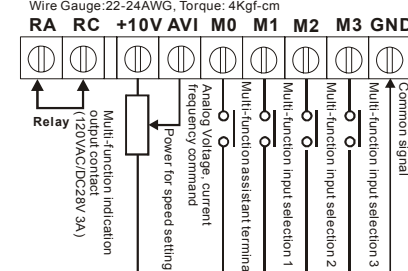 Wire Gauge:22-24AWG, Torque: 4Kgf-cm
RA RC +10V AVI M0 M1 M2 M3 GND
Relay
Multi-function indication
output contact
(120VAC/DC28V 3A)
Power for speed setting
Analog Voltage, current
frequency command
Multi-function assistant termina
Multi-function input selection 1
Multi-function input selection 2
Multi-function input selection 3
Common signal